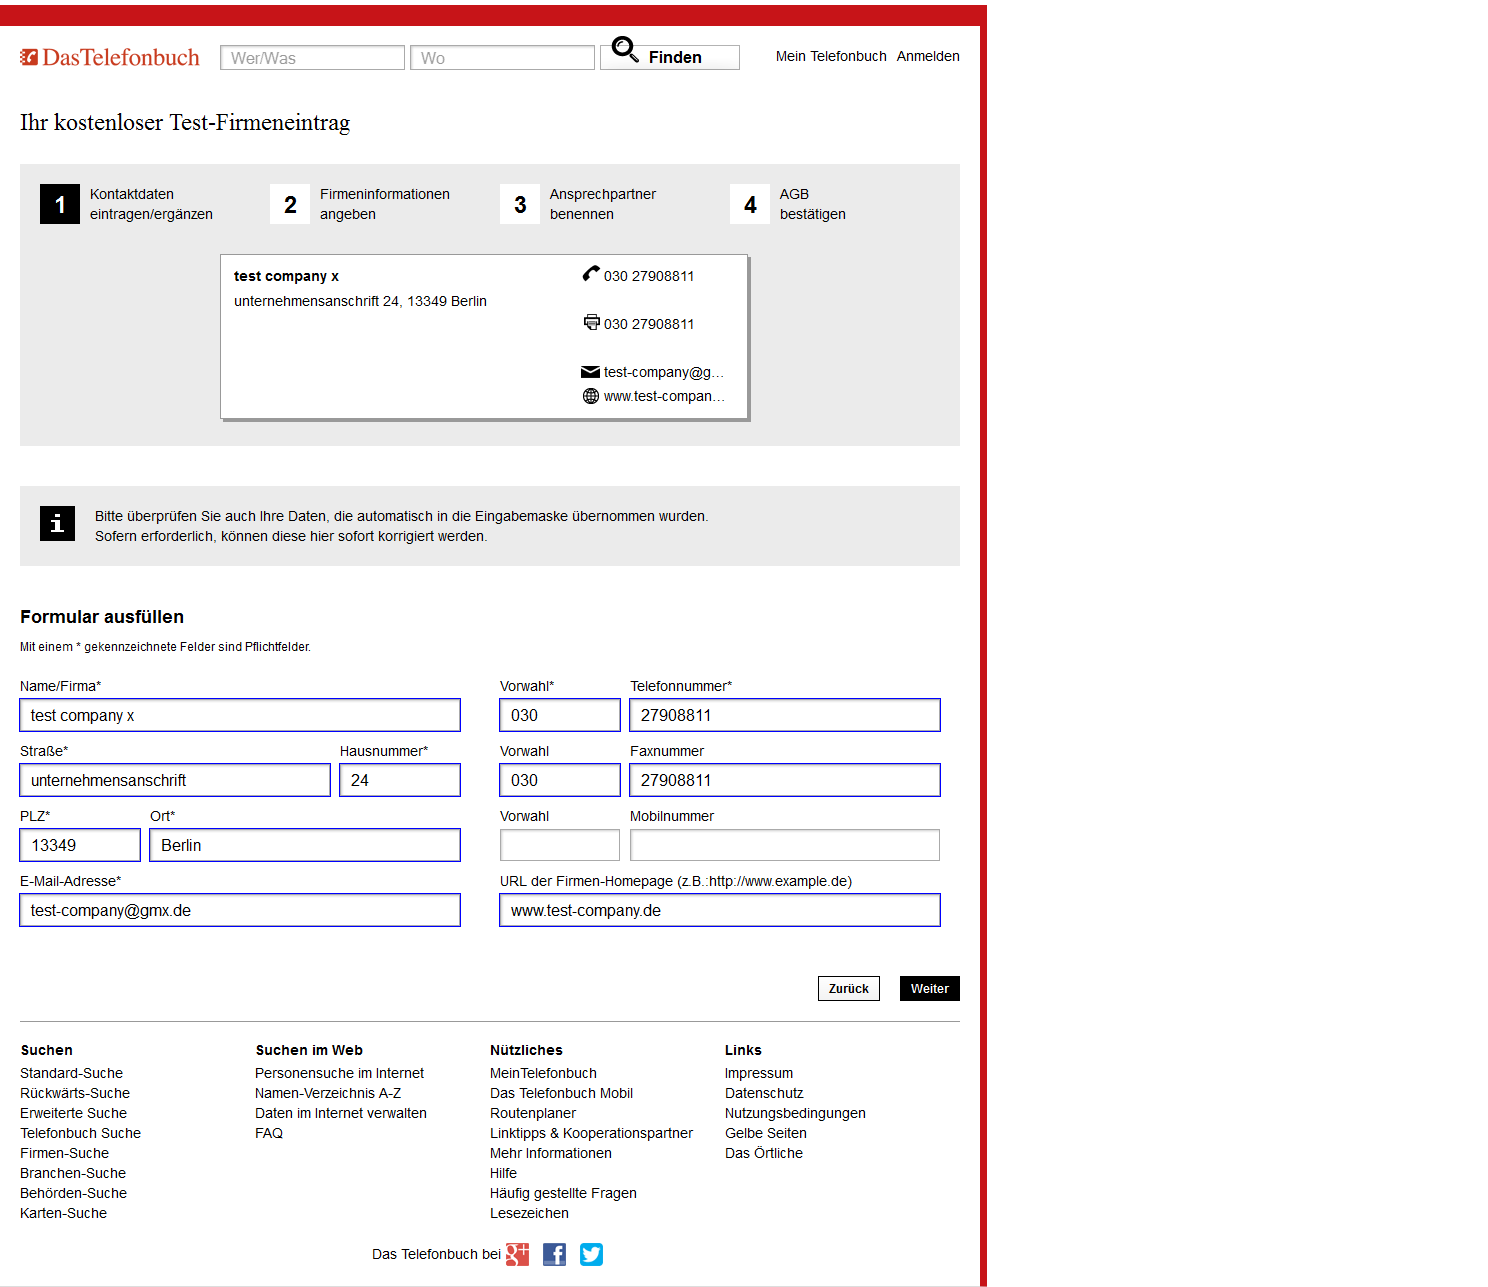 DasTelefonbuch Wer/Was Wo Finden Mein Telefonbuch Anmelden
Ihr kostenloser Test-Firmeneintrag
1 Kontaktdaten eintragen/ergänzen
2 Firmeninformationen angeben
3 Ansprechpartner benennen
4 AGB bestätigen
test company x
unternehmensanschrift 24, 13349 Berlin
030 27908811
030 27908811
test-company@g...
www.test-compan...
i
Bitte überprüfen Sie auch Ihre Daten, die automatisch in die Eingabemaske übernommen wurden.
Sofern erforderlich, können diese hier sofort korrigiert werden.
Formular ausfüllen
Mit einem * gekennzeichnete Felder sind Pflichtfelder.
Name/Firma* Vorwahl* Telefonnummer*
test company x 030 27908811
Straße* Hausnummer* Vorwahl Faxnummer
unternehmensanschrift 24 030 27908811
PLZ* Ort* Vorwahl Mobilnummer
13349 Berlin
E-Mail-Adresse* URL der Firmen-Homepage (z.B.:http://www.example.de)
test-company@gmx.de www.test-company.de
Zurück Weiter
Suchen
Standard-Suche
Rückwärts-Suche
Erweiterte Suche
Telefonbuch Suche
Firmen-Suche
Branchen-Suche
Behörden-Suche
Karten-Suche
Suchen im Web
Personensuche im Internet
Namen-Verzeichnis A-Z
Daten im Internet verwalten
FAQ
Nützliches
MeinTelefonbuch
Das Telefonbuch Mobil
Routenplaner
Linktipps & Kooperationspartner
Mehr Informationen
Hilfe
Häufig gestellte Fragen
Lesezeichen
Links
Impressum
Datenschutz
Nutzungsbedingungen
Gelbe Seiten
Das Örtliche
Das Telefonbuch bei g+ f